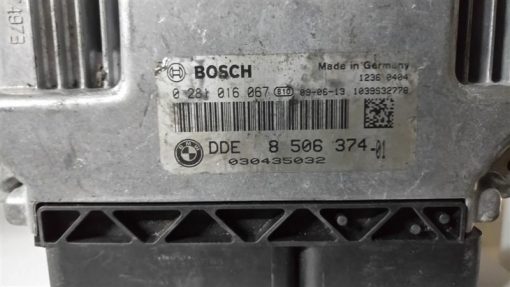 BOSCH Made in Germany
1236 0404
0 281 016 067 610 09-06-13 1039S32778
DDE 8 506 374-01
030435032